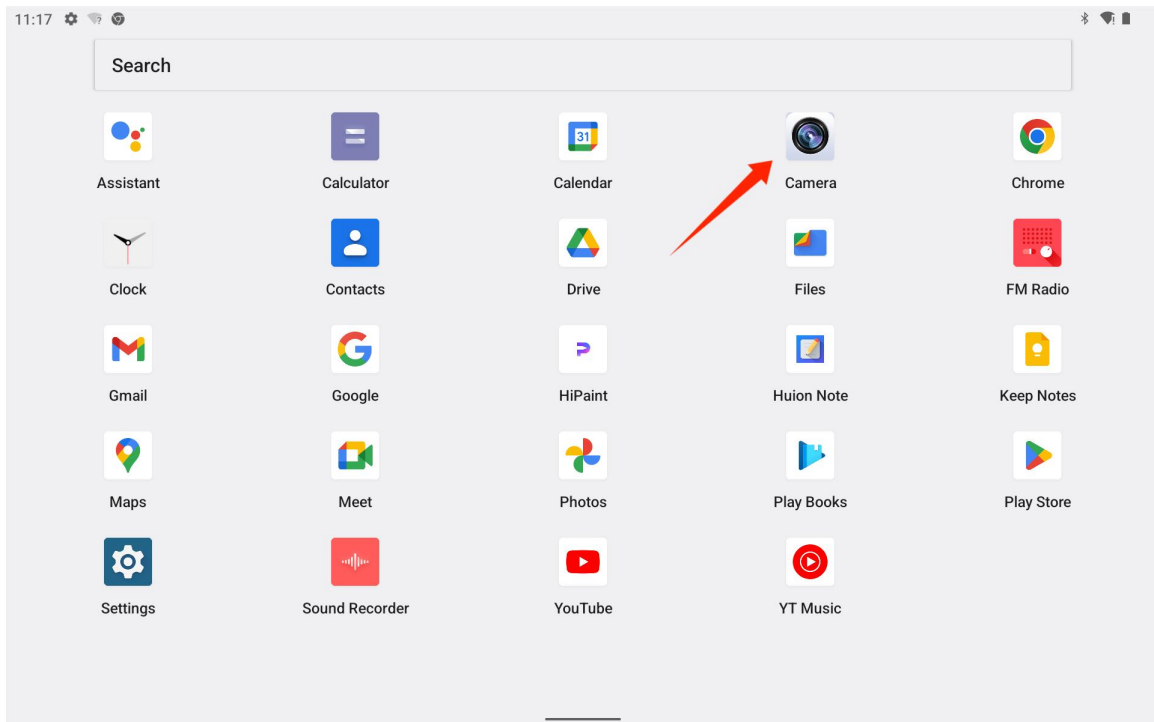 11:17
Search
Assistant Calculator Calendar Camera Chrome
Clock Contacts Drive Files FM Radio
Gmail Google HiPaint Huion Note Keep Notes
Maps Meet Photos Play Books Play Store
Settings Sound Recorder YouTube YT Music
31